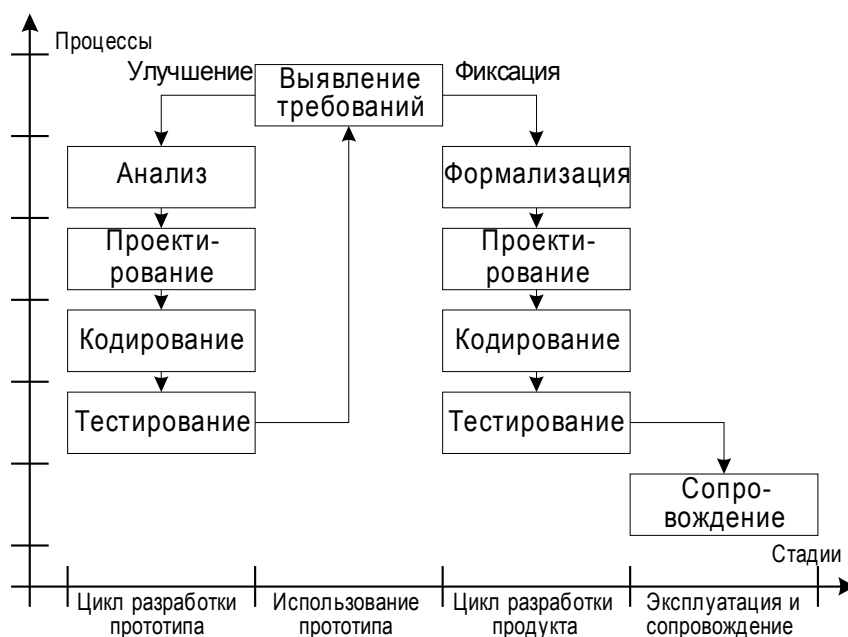 Процессы
Улучшение
Выявление
требований
Фиксация
Анализ
Формализация
Проекти-
рование
Проекти-
рование
Кодирование
Кодирование
Тестирование
Тестирование
Сопро-
вождение
Стадии
Цикл разработки
прототипа
Использование
прототипа
Цикл разработки
продукта
Эксплуатация и
сопровождение